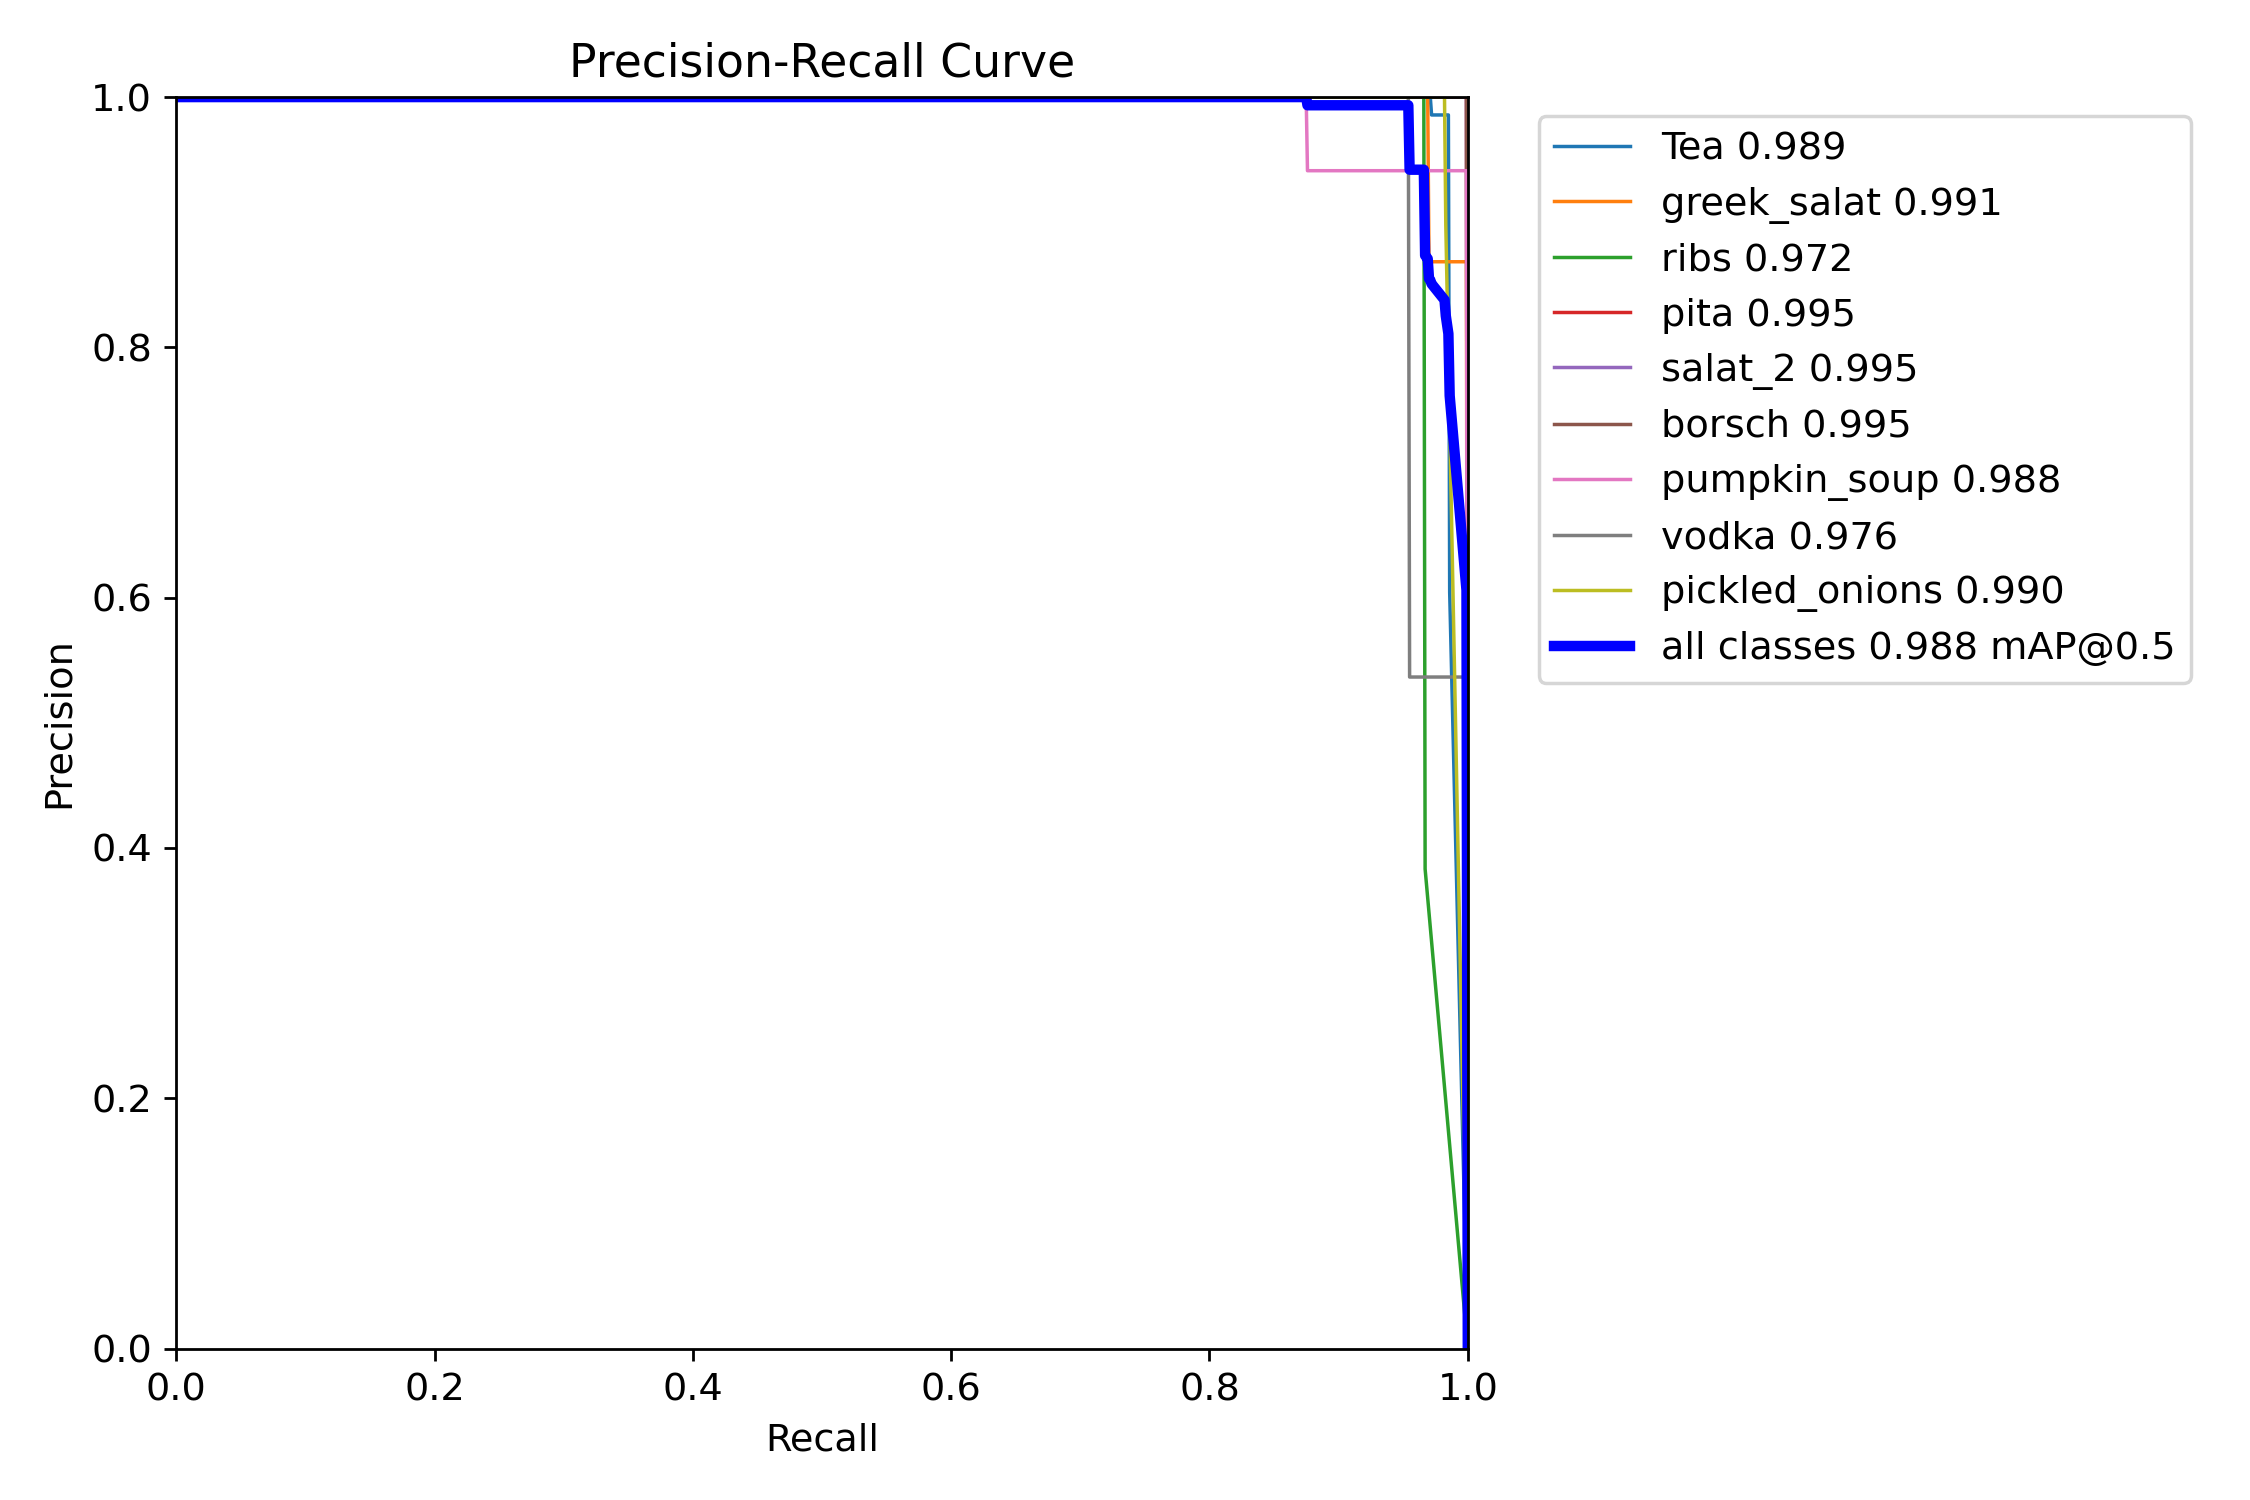 Precision-Recall Curve
1.0
0.8
0.6
0.4
0.2
0.0
Precision
0.0 0.2 0.4 0.6 0.8 1.0
Recall
Tea 0.989
greek_salat 0.991
ribs 0.972
pita 0.995
salat_2 0.995
borsch 0.995
pumpkin_soup 0.988
vodka 0.976
pickled_onions 0.990
all classes 0.988 mAP@0.5